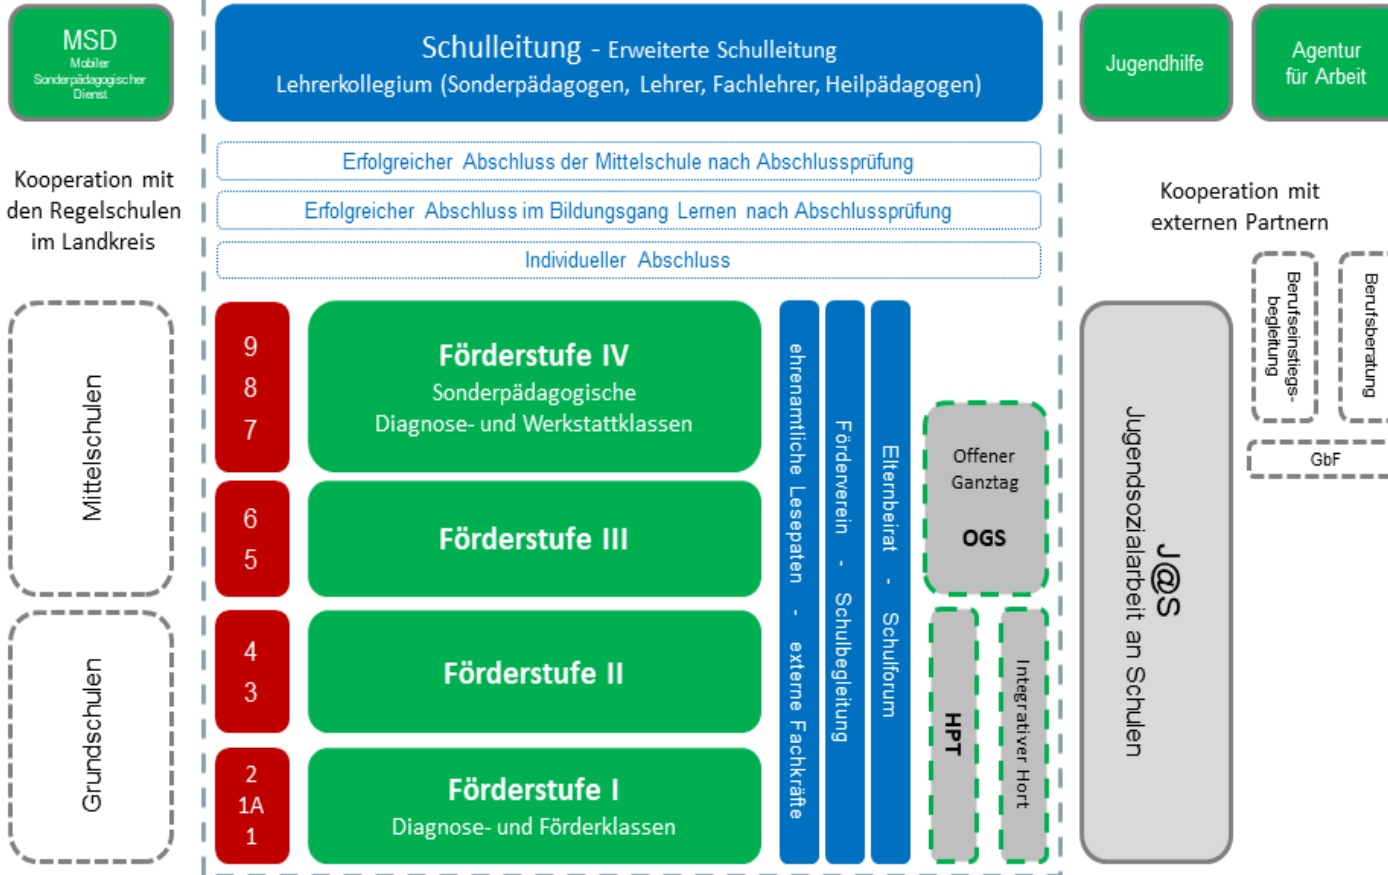 MSD
Mobiler
Sonderpädagogischer
Dienst
Kooperation mit
den Regelschulen
im Landkreis
Mittelschulen
Grundschulen
Schulleitung - Erweiterte Schulleitung
Lehrerkollegium (Sonderpädagogen, Lehrer, Fachlehrer, Heilpädagogen)
Erfolgreicher Abschluss der Mittelschule nach Abschlussprüfung
Erfolgreicher Abschluss im Bildungsgang Lernen nach Abschlussprüfung
Individueller Abschluss
9
8
7
Förderstufe IV
Sonderpädagogische
Diagnose- und Werkstattklassen
6
5
Förderstufe III
4
3
Förderstufe II
2
1A
1
Förderstufe I
Diagnose- und Förderklassen
ehrenamtliche Lesepaten - externe Fachkräfte
Förderverein - Schulbegleitung
Elternbeirat - Schulforum
Offener
Ganztag
OGS
HPT
Integrativer Hort
Jugendhilfe
Agentur
für Arbeit
Kooperation mit
externen Partnern
J@S
Jugendsozialarbeit an Schulen
Berufseinstiegs-
begleitung
Berufsberatung
GbF